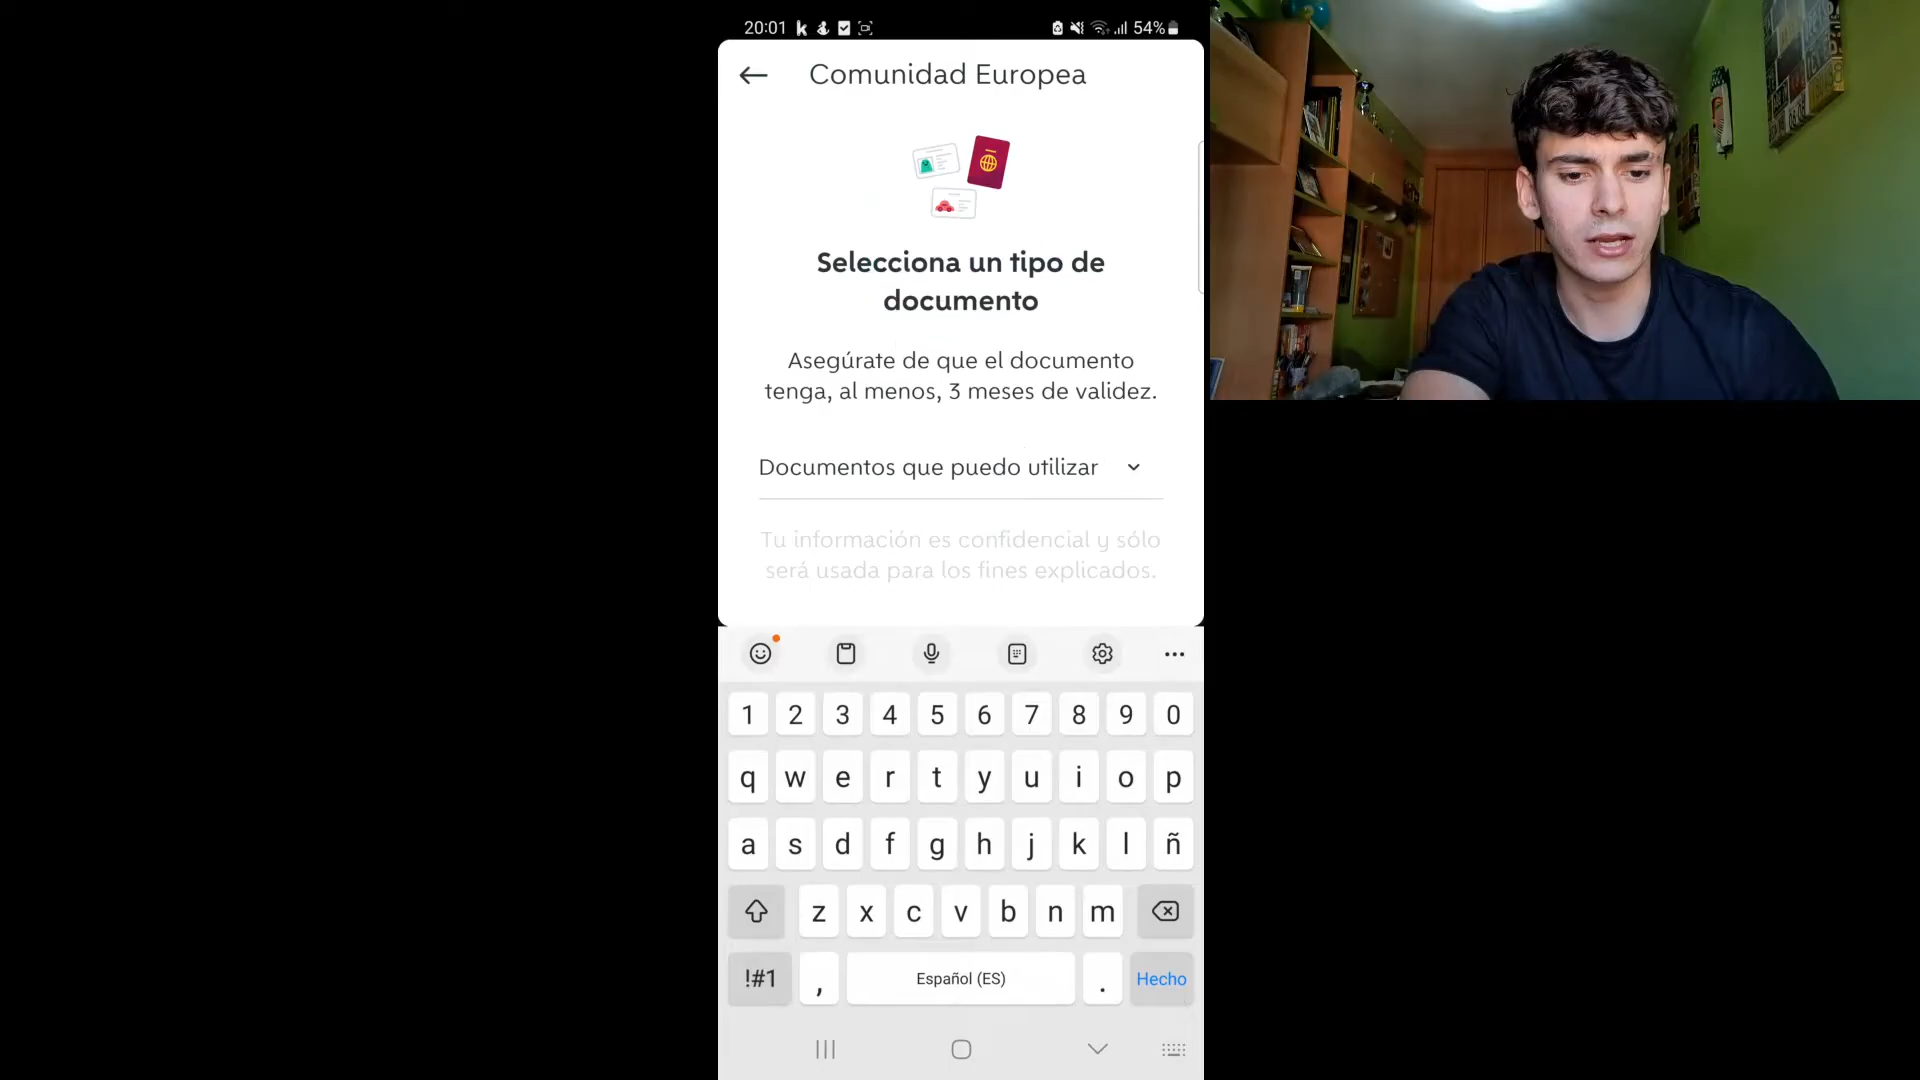 20:01
54%
Comunidad Europea
Selecciona un tipo de
documento
Asegúrate de que el documento
tenga, al menos, 3 meses de validez.
Documentos que puedo utilizar
Tu información es confidencial y sólo
será usada para los fines explicados.
1 2 3 4 5 6 7 8 9 0
q w e r t y u i o p
a s d f g h j k l ñ
z x c v b n m
!#1 , Español (ES) . Hecho